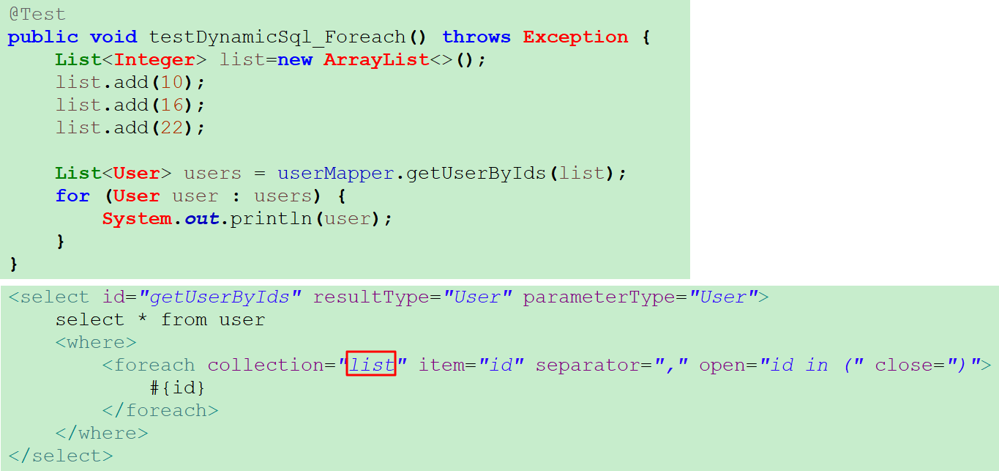 @Test
public void testDynamicSql_Foreach() throws Exception {
    List<Integer> list=new ArrayList<>();
    list.add(10);
    list.add(16);
    list.add(22);

    List<User> users = userMapper.getUserByIds(list);
    for (User user : users) {
        System.out.println(user);
    }
}
<select id="getUserByIds" resultType="User" parameterType="User">
    select * from user
    <where>
        <foreach collection="list" item="id" separator="," open="id in (" close=")">
            #{id}
        </foreach>
    </where>
</select>